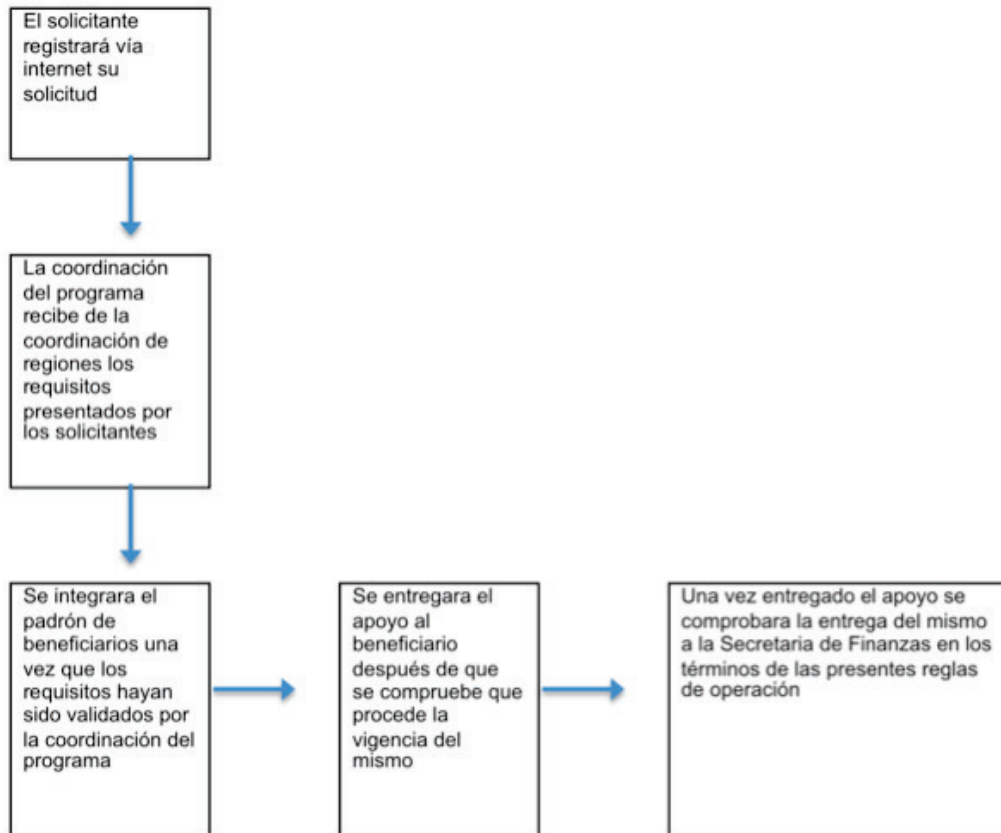 El solicitante
registrará vía
internet su
solicitud
La coordinación
del programa
recibe de la
coordinación de
regiones los
requisitos
presentados por
los solicitantes
Se integrara el
padrón de
beneficiarios una
vez que los
requisitos hayan
sido validados por
la coordinación del
programa
Se entregara el
apoyo al
beneficiario
después de que
se compruebe que
procede la
vigencia del
mismo
Una vez entregado el apoyo se
comprobara la entrega del mismo
a la Secretaria de Finanzas en los
términos de las presentes reglas
de operación